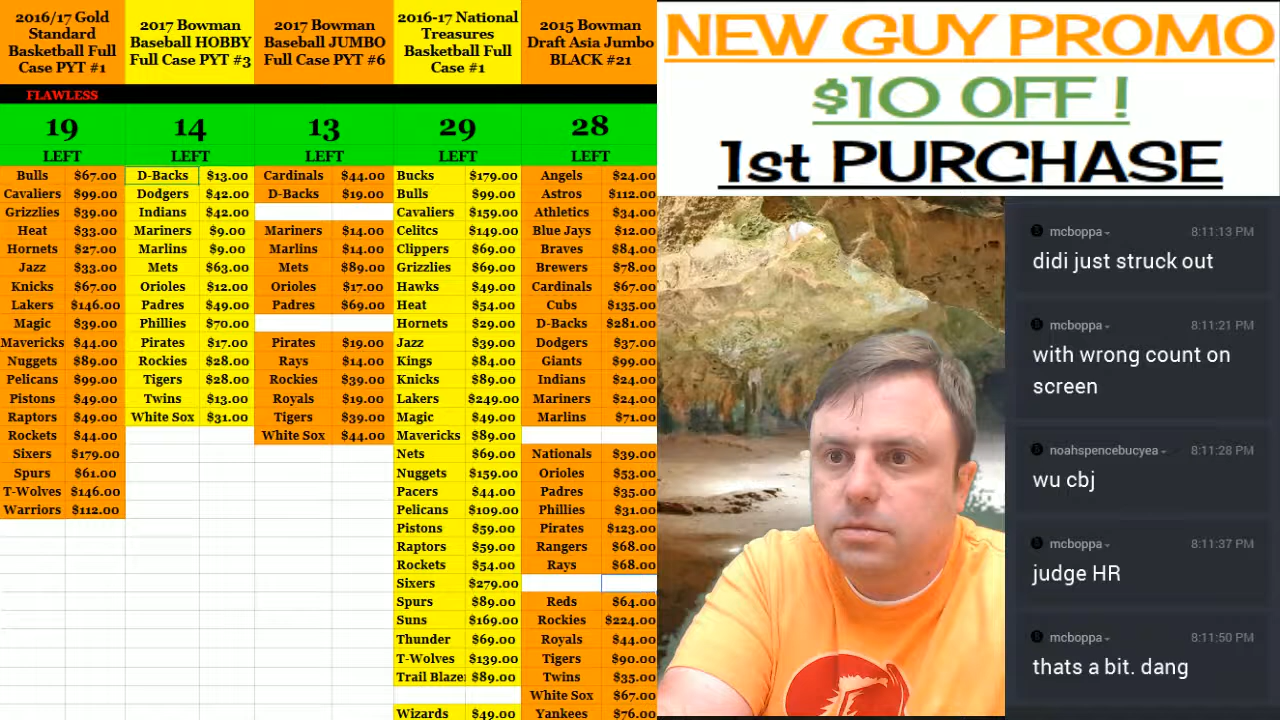 2016/17 Gold
Standard
Basketball Full
Case PYT #1
2017 Bowman
Baseball HOBBY
Full Case PYT #3
2017 Bowman
Baseball JUMBO
Full Case PYT #6
2016-17 National
Treasures
Basketball Full
Case #1
2015 Bowman
Draft Asia Jumbo
BLACK #21
FLAWLESS
19
LEFT
14
LEFT
13
LEFT
29
LEFT
28
LEFT
Bulls $67.00
Cavaliers $99.00
Grizzlies $39.00
Heat $33.00
Hornets $27.00
Jazz $33.00
Knicks $67.00
Lakers $146.00
Magic $39.00
Mavericks $44.00
Nuggets $89.00
Pelicans $99.00
Pistons $49.00
Raptors $49.00
Rockets $44.00
Sixers $179.00
Spurs $61.00
T-Wolves $146.00
Warriors $112.00
D-Backs $13.00
Dodgers $42.00
Indians $42.00
Mariners $9.00
Marlins $9.00
Mets $63.00
Orioles $12.00
Padres $49.00
Phillies $70.00
Pirates $17.00
Rockies $28.00
Tigers $28.00
Twins $13.00
White Sox $31.00
Cardinals $44.00
D-Backs $19.00
Mariners $14.00
Marlins $14.00
Mets $89.00
Orioles $17.00
Padres $69.00
Pirates $19.00
Rays $14.00
Rockies $39.00
Royals $19.00
Tigers $39.00
White Sox $44.00
Bucks $179.00
Bulls $99.00
Cavaliers $159.00
Celitcs $149.00
Clippers $69.00
Grizzlies $69.00
Hawks $49.00
Heat $54.00
Hornets $29.00
Jazz $39.00
Kings $84.00
Knicks $89.00
Lakers $249.00
Magic $49.00
Mavericks $89.00
Nets $69.00
Nuggets $159.00
Pacers $44.00
Pelicans $109.00
Pistons $59.00
Raptors $59.00
Rockets $54.00
Sixers $279.00
Spurs $89.00
Suns $169.00
Thunder $69.00
T-Wolves $139.00
Trail Blaze $89.00
Wizards $49.00
Angels $24.00
Astros $112.00
Athletics $34.00
Blue Jays $12.00
Braves $84.00
Brewers $78.00
Cardinals $67.00
Cubs $135.00
D-Backs $281.00
Dodgers $37.00
Giants $99.00
Indians $24.00
Mariners $24.00
Marlins $71.00
Nationals $39.00
Orioles $53.00
Padres $35.00
Phillies $31.00
Pirates $123.00
Rangers $68.00
Rays $68.00
Reds $64.00
Rockies $224.00
Royals $44.00
Tigers $90.00
Twins $35.00
White Sox $67.00
Yankees $76.00
NEW GUY PROMO
$10 OFF !
1st PURCHASE
mcboppa 8:11:13 PM
didi just struck out
mcboppa 8:11:21 PM
with wrong count on
screen
noahspencebucyea 8:11:28 PM
wu cbj
mcboppa 8:11:37 PM
judge HR
mcboppa 8:11:50 PM
thats a bit. dang